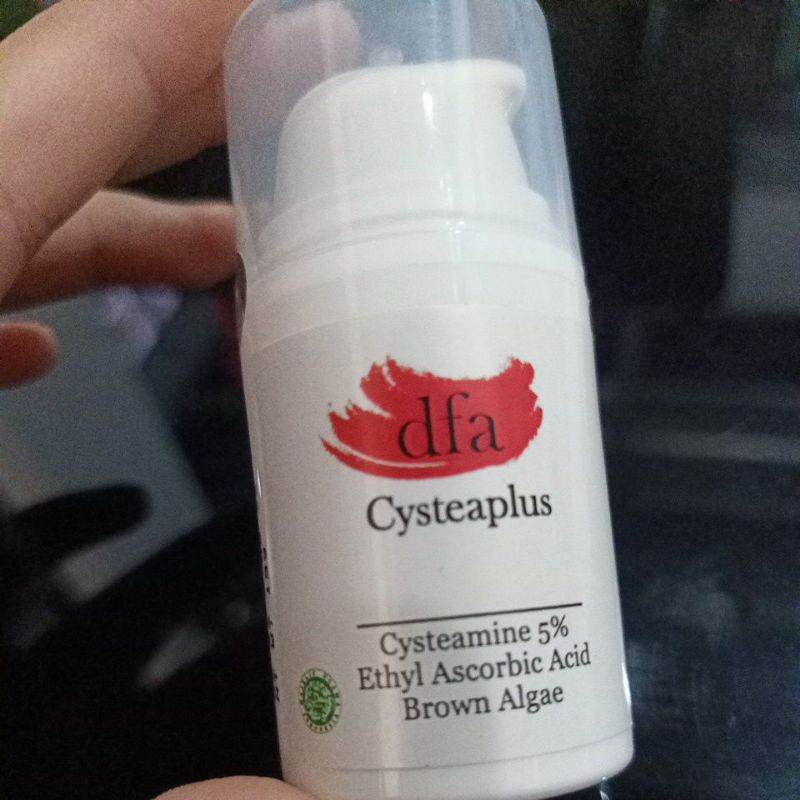 dfa
Cysteaplus
Cysteamine 5%
Ethyl Ascorbic Acid
Brown Algae